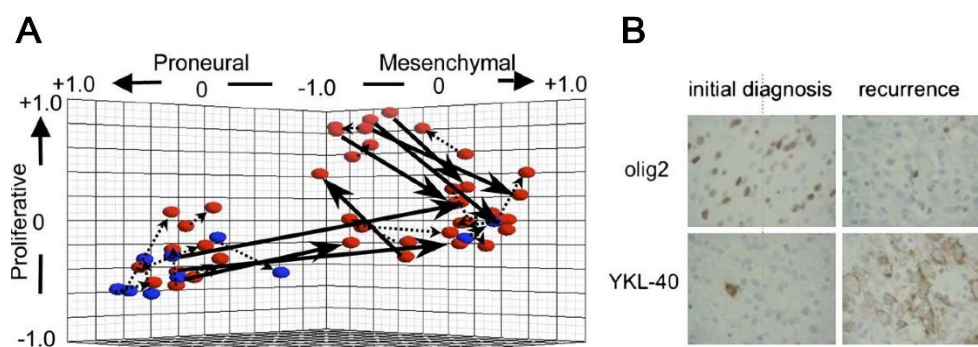 A
Proneural
Mesenchymal
+1.0
0
-1.0
0
+1.0
+1.0
Proliferative
0
-1.0
B
initial diagnosis
recurrence
olig2
YKL-40